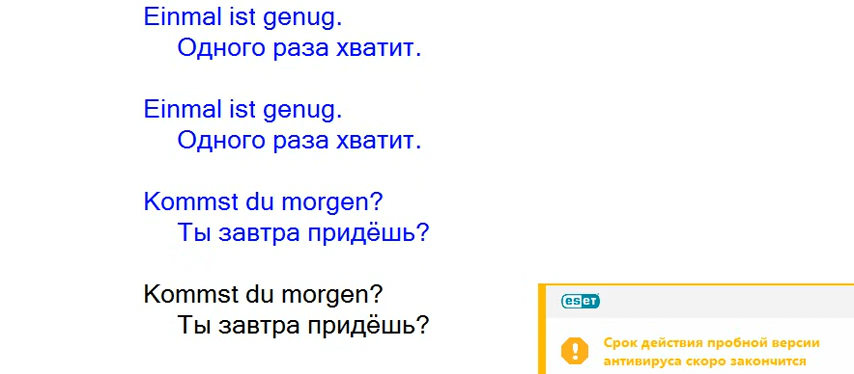 Einmal ist genug.
Одного раза хватит.
Einmal ist genug.
Одного раза хватит.
Kommst du morgen?
Ты завтра придёшь?
Kommst du morgen?
Ты завтра придёшь?
eset
Срок действия пробной версии
антивируса скоро закончится